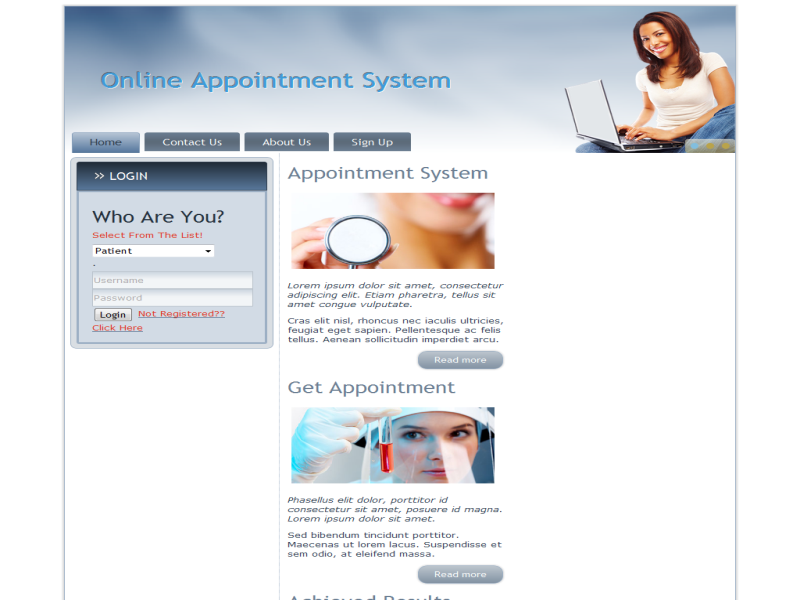 Online Appointment System
Home
Contact Us
About Us
Sign Up
>> LOGIN
Who Are You?
Select From The List!
Patient
.
Username
Password
Login Not Registered??
Click Here
Appointment System
Lorem ipsum dolor sit amet, consectetur
adipiscing elit. Etiam pharetra, tellus sit
amet congue vulputate.
Cras elit nisl, rhoncus nec iaculis ultricies,
feugiat eget sapien. Pellentesque ac felis
tellus. Aenean sollicitudin imperdiet arcu.
Read more
Get Appointment
Phasellus elit dolor, porttitor id
consectetur sit amet, posuere id magna.
Lorem ipsum dolor sit amet.
Sed bibendum tincidunt porttitor.
Maecenas ut lorem lacus. Suspendisse et
sem odio, at eleifend massa.
Read more
Achieved Results